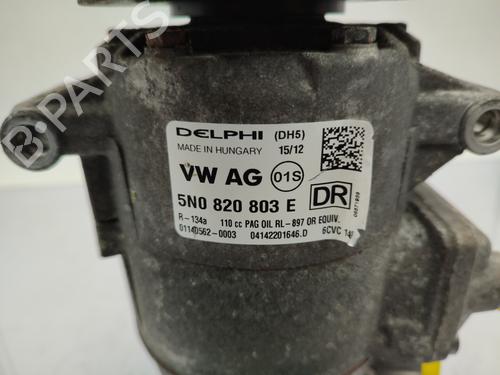 DELPHI (DH5)
MADE IN HUNGARY 15/12
VW AG 01S
5N0 820 803 E DR
R-134a 110 cc PAG OIL RL-897 OR EQUIV.
01140562-0003 04142201646.D 6CVC
B-PARTS